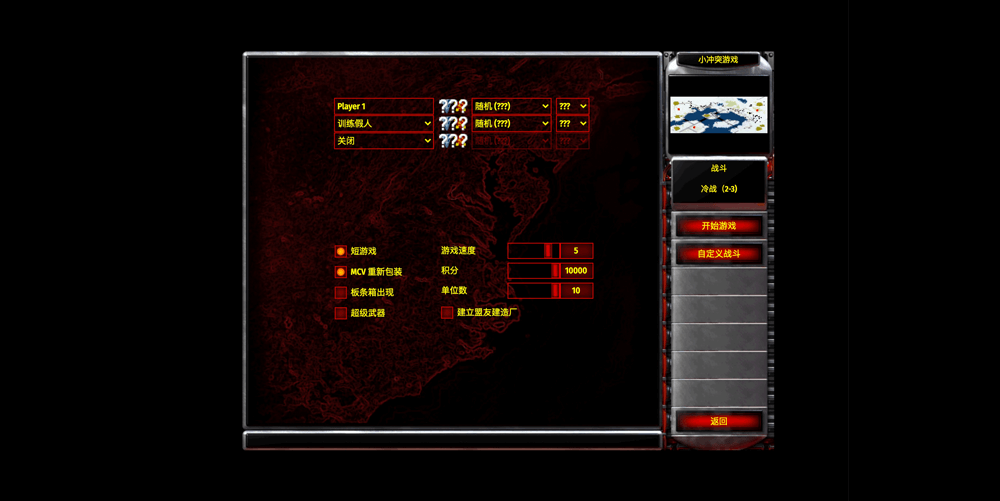 小冲突游戏
Player 1 ??? 随机 (???) ???
训练假人 ??? 随机 (???) ???
关闭 ??? 随机 (???) ???
战斗
冷战（2-3）
开始游戏
自定义战斗
短游戏 游戏速度 5
MCV 重新包装 积分 10000
板条箱出现 单位数 10
超级武器 建立盟友建造厂
返回